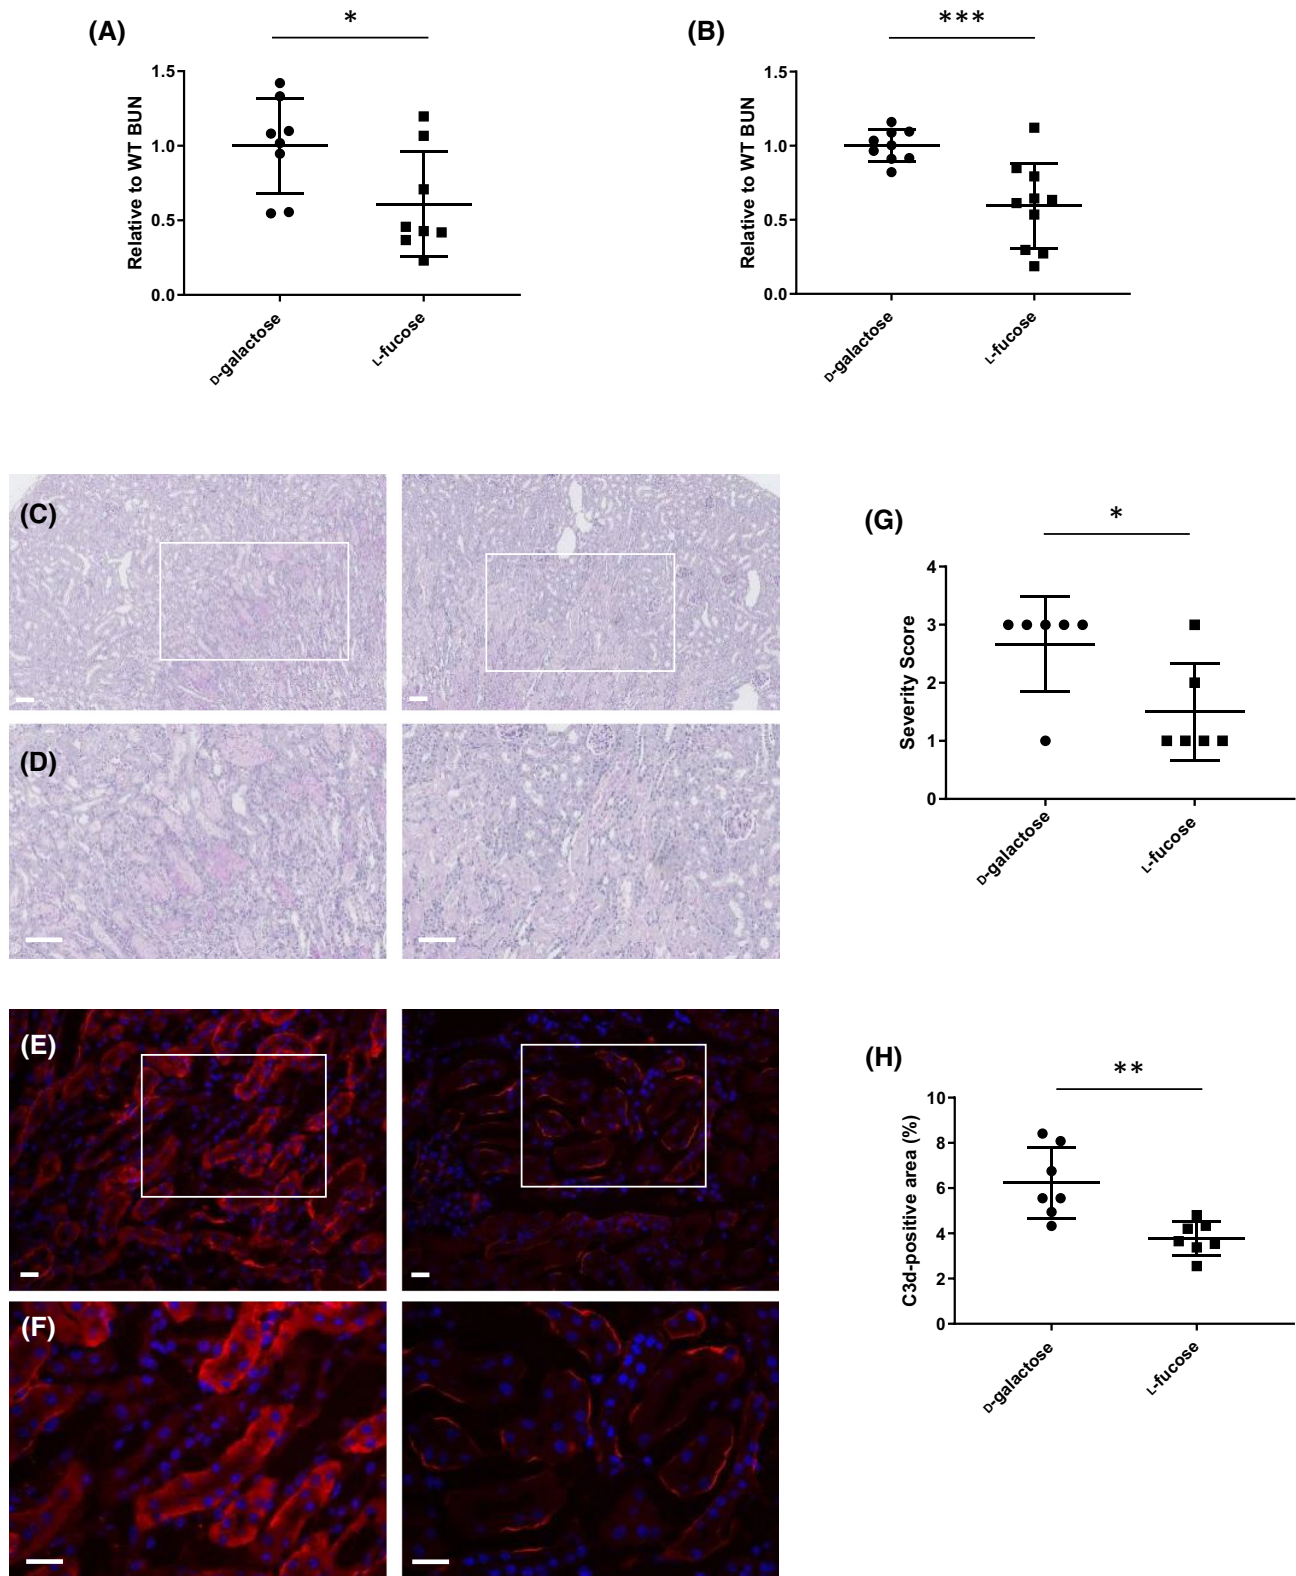 (A)
*
Relative to WT BUN
1.5
1.0
0.5
0.0
D-galactose
L-fucose
(B)
***
Relative to WT BUN
1.5
1.0
0.5
0.0
D-galactose
L-fucose
(C)
(D)
(G)
*
Severity Score
4
3
2
1
0
D-galactose
L-fucose
(E)
(F)
(H)
**
C3d-positive area (%)
10
8
6
4
2
0
D-galactose
L-fucose